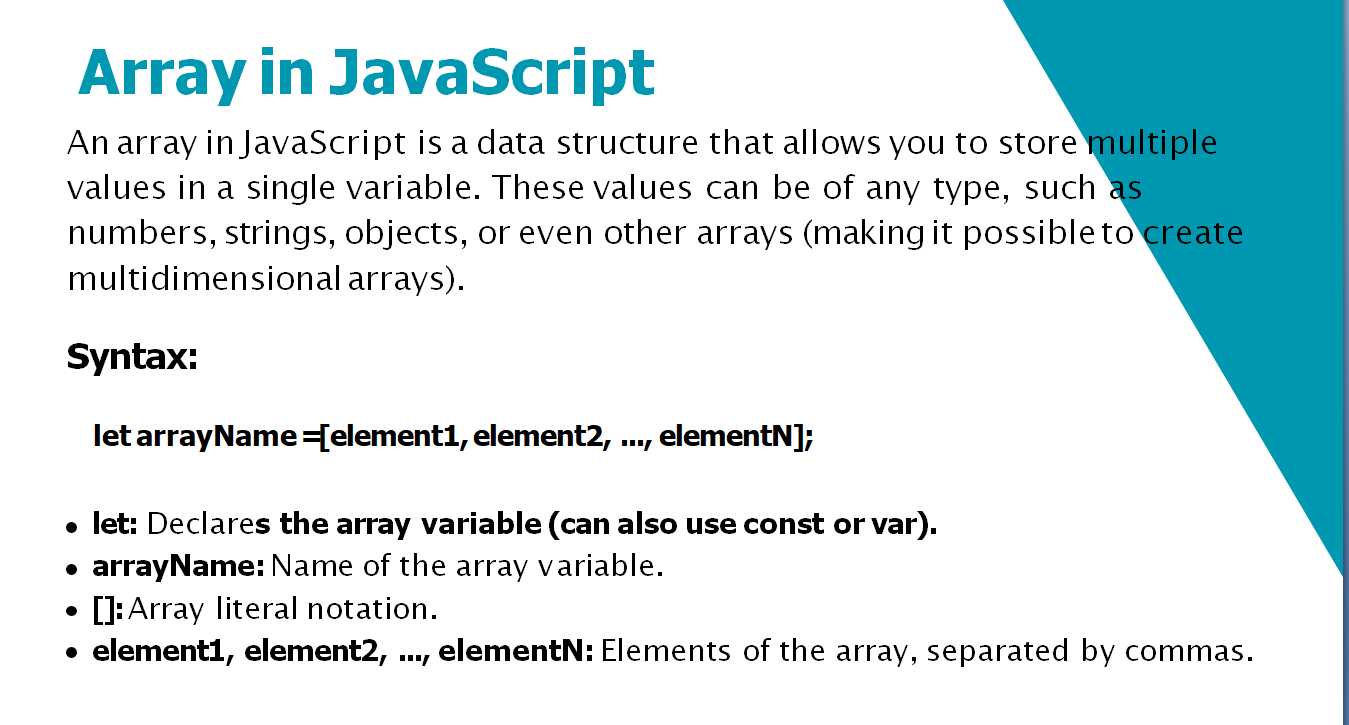 Array in JavaScript
An array in JavaScript is a data structure that allows you to store multiple
values in a single variable. These values can be of any type, such as
numbers, strings, objects, or even other arrays (making it possible to create
multidimensional arrays).
Syntax:
let arrayName =[element1, element2, ..., elementN];
• let: Declares the array variable (can also use const or var).
• arrayName: Name of the array variable.
• []: Array literal notation.
• element1, element2, ..., elementN: Elements of the array, separated by commas.